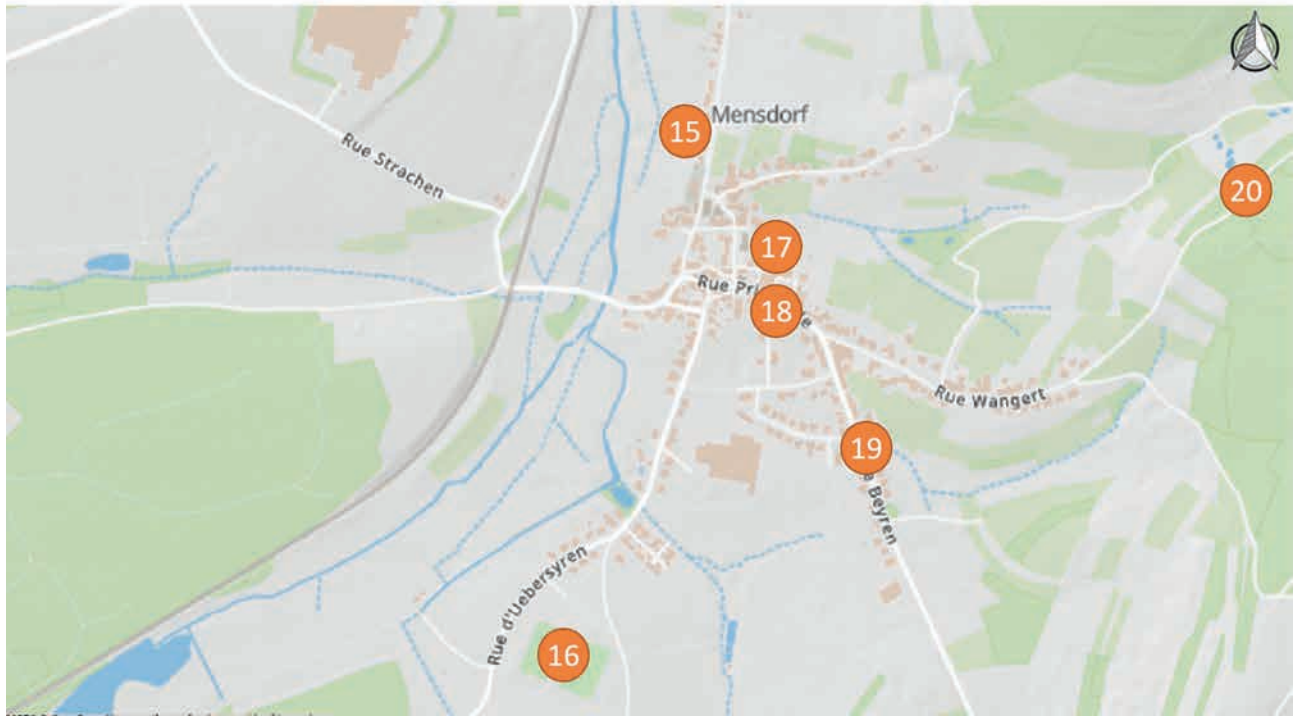 Mensdorf
15
Rue Strachen
20
17
Rue Pri
18
Rue Wangert
19
Beyren
Rue d'Uebersyren
16